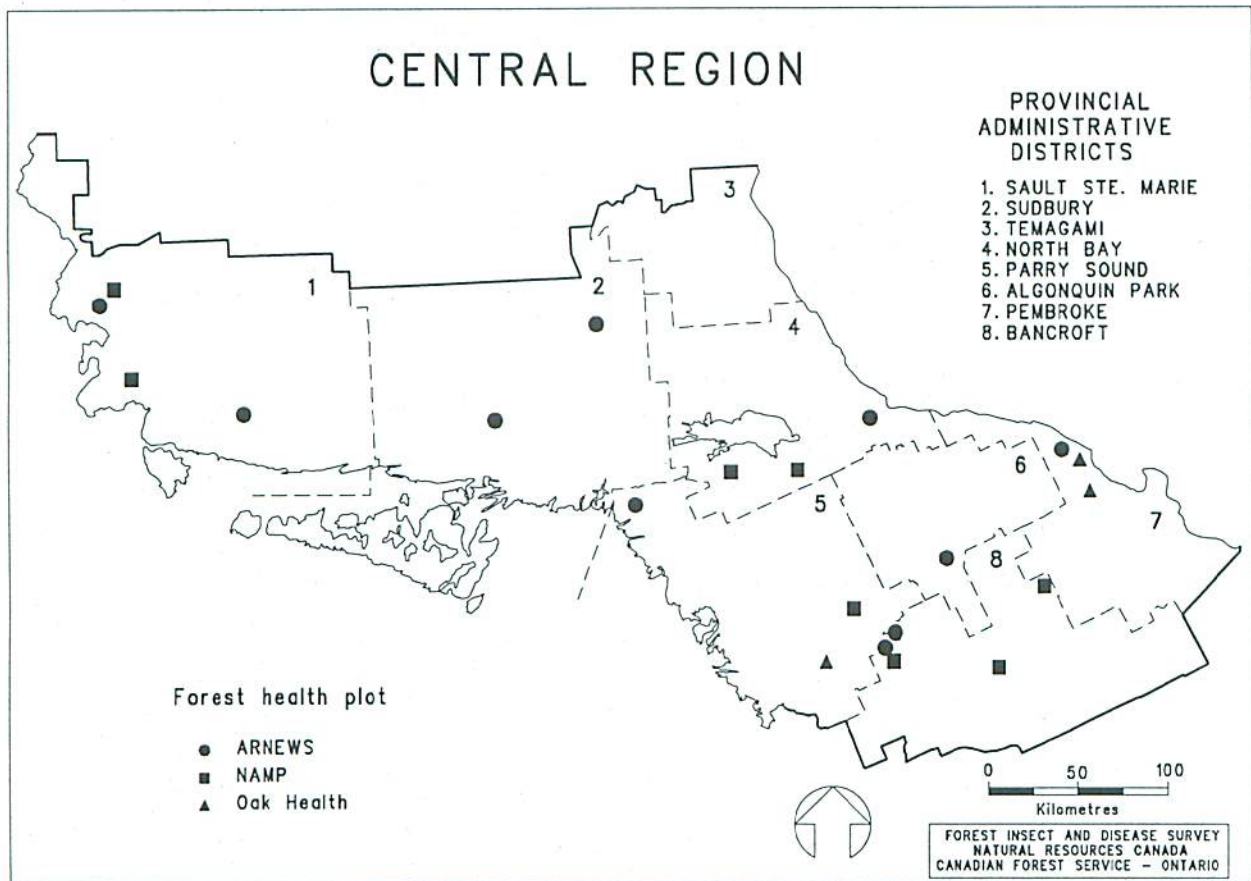 CENTRAL REGION
PROVINCIAL
ADMINISTRATIVE
DISTRICTS
1. SAULT STE. MARIE
2. SUDBURY
3. TEMAGAMI
4. NORTH BAY
5. PARRY SOUND
6. ALGONQUIN PARK
7. PEMBROKE
8. BANCROFT
3
1
2
4
6
5
7
8
Forest health plot
ARNEWS
NAMP
Oak Health
0 50 100
Kilometres
FOREST INSECT AND DISEASE SURVEY
NATURAL RESOURCES CANADA
CANADIAN FOREST SERVICE - ONTARIO